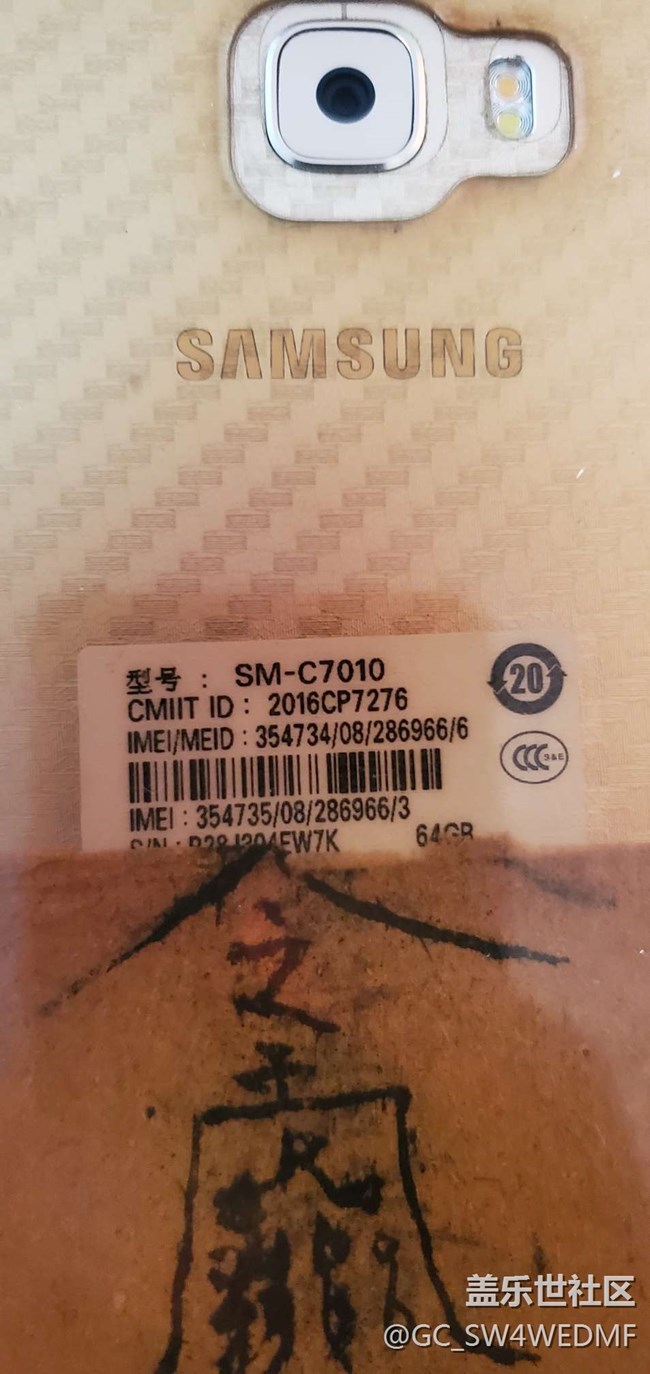 SAMSUNG
型号： SM-C7010
20
CMIIT ID： 2016CP7276
IMEI/MEID：354734/08/286966/6
CCC S&E
IMEI：354735/08/286966/3
64GB
盖乐世社区
@GC_SW4WEDMF